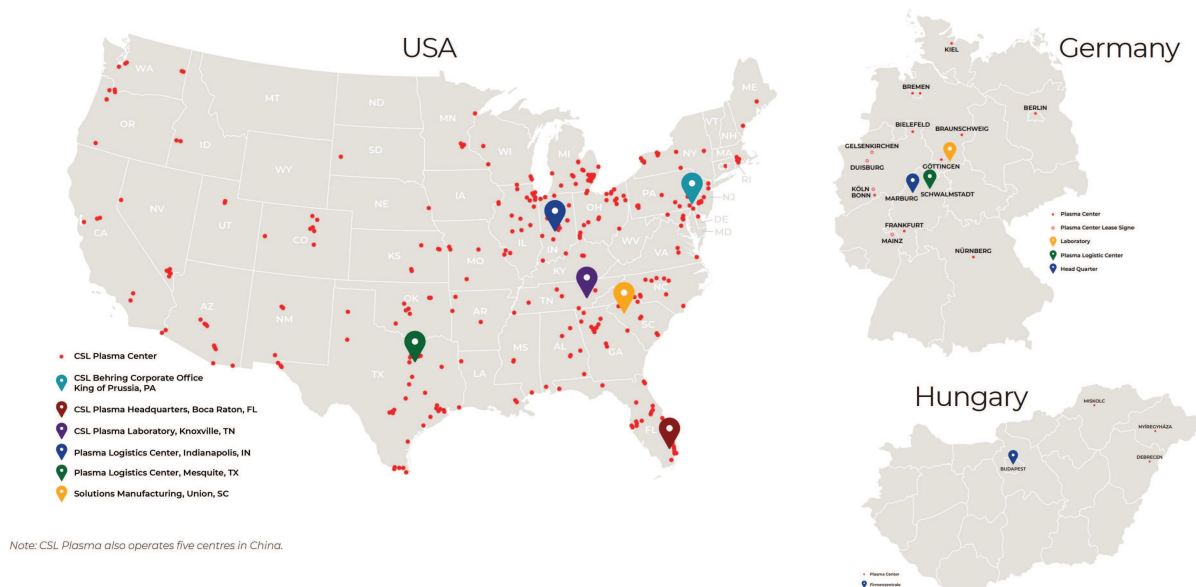 USA
WA
OR
CA
NV
ID
MT
WY
UT
AZ
CO
NM
ND
SD
NE
KS
OK
TX
MN
IA
MO
AR
LA
WI
IL
MS
MI
IN
KY
TN
AL
OH
WV
VA
NC
SC
GA
FL
PA
NY
VT
NH
ME
MA
RI
NJ
DE
MD
CSL Plasma Center
CSL Behring Corporate Office
King of Prussia, PA
CSL Plasma Headquarters, Boca Raton, FL
CSL Plasma Laboratory, Knoxville, TN
Plasma Logistics Center, Indianapolis, IN
Plasma Logistics Center, Mesquite, TX
Solutions Manufacturing, Union, SC
Note: CSL Plasma also operates five centres in China.
Germany
KIEL
BREMEN
BERLIN
BIELEFELD
BRAUNSCHWEIG
GELSENKIRCHEN
DUISBURG
GÖTTINGEN
KÖLN
BONN
MARBURG
SCHWALMSTADT
FRANKFURT
MAINZ
NÜRNBERG
Plasma Center
Plasma Center Lease Signe
Laboratory
Plasma Logistic Center
Head Quarter
Hungary
MISKOLC
NYÍREGYHÁZA
DEBRECEN
BUDAPEST
Plasma Center
Firmenzentrale